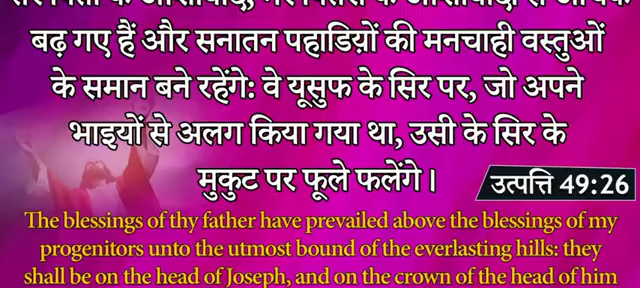 बढ़ गए हैं और सनातन पहाडिय़ों की मनचाही वस्तुओं
के समान बने रहेंगे: वे यूसुफ के सिर पर, जो अपने
भाइयों से अलग किया गया था, उसी के सिर के
मुकुट पर फूले फलेंगे।
उत्पत्ति 49:26
The blessings of thy father have prevailed above the blessings of my
progenitors unto the utmost bound of the everlasting hills: they
shall be on the head of Joseph, and on the crown of the head of him